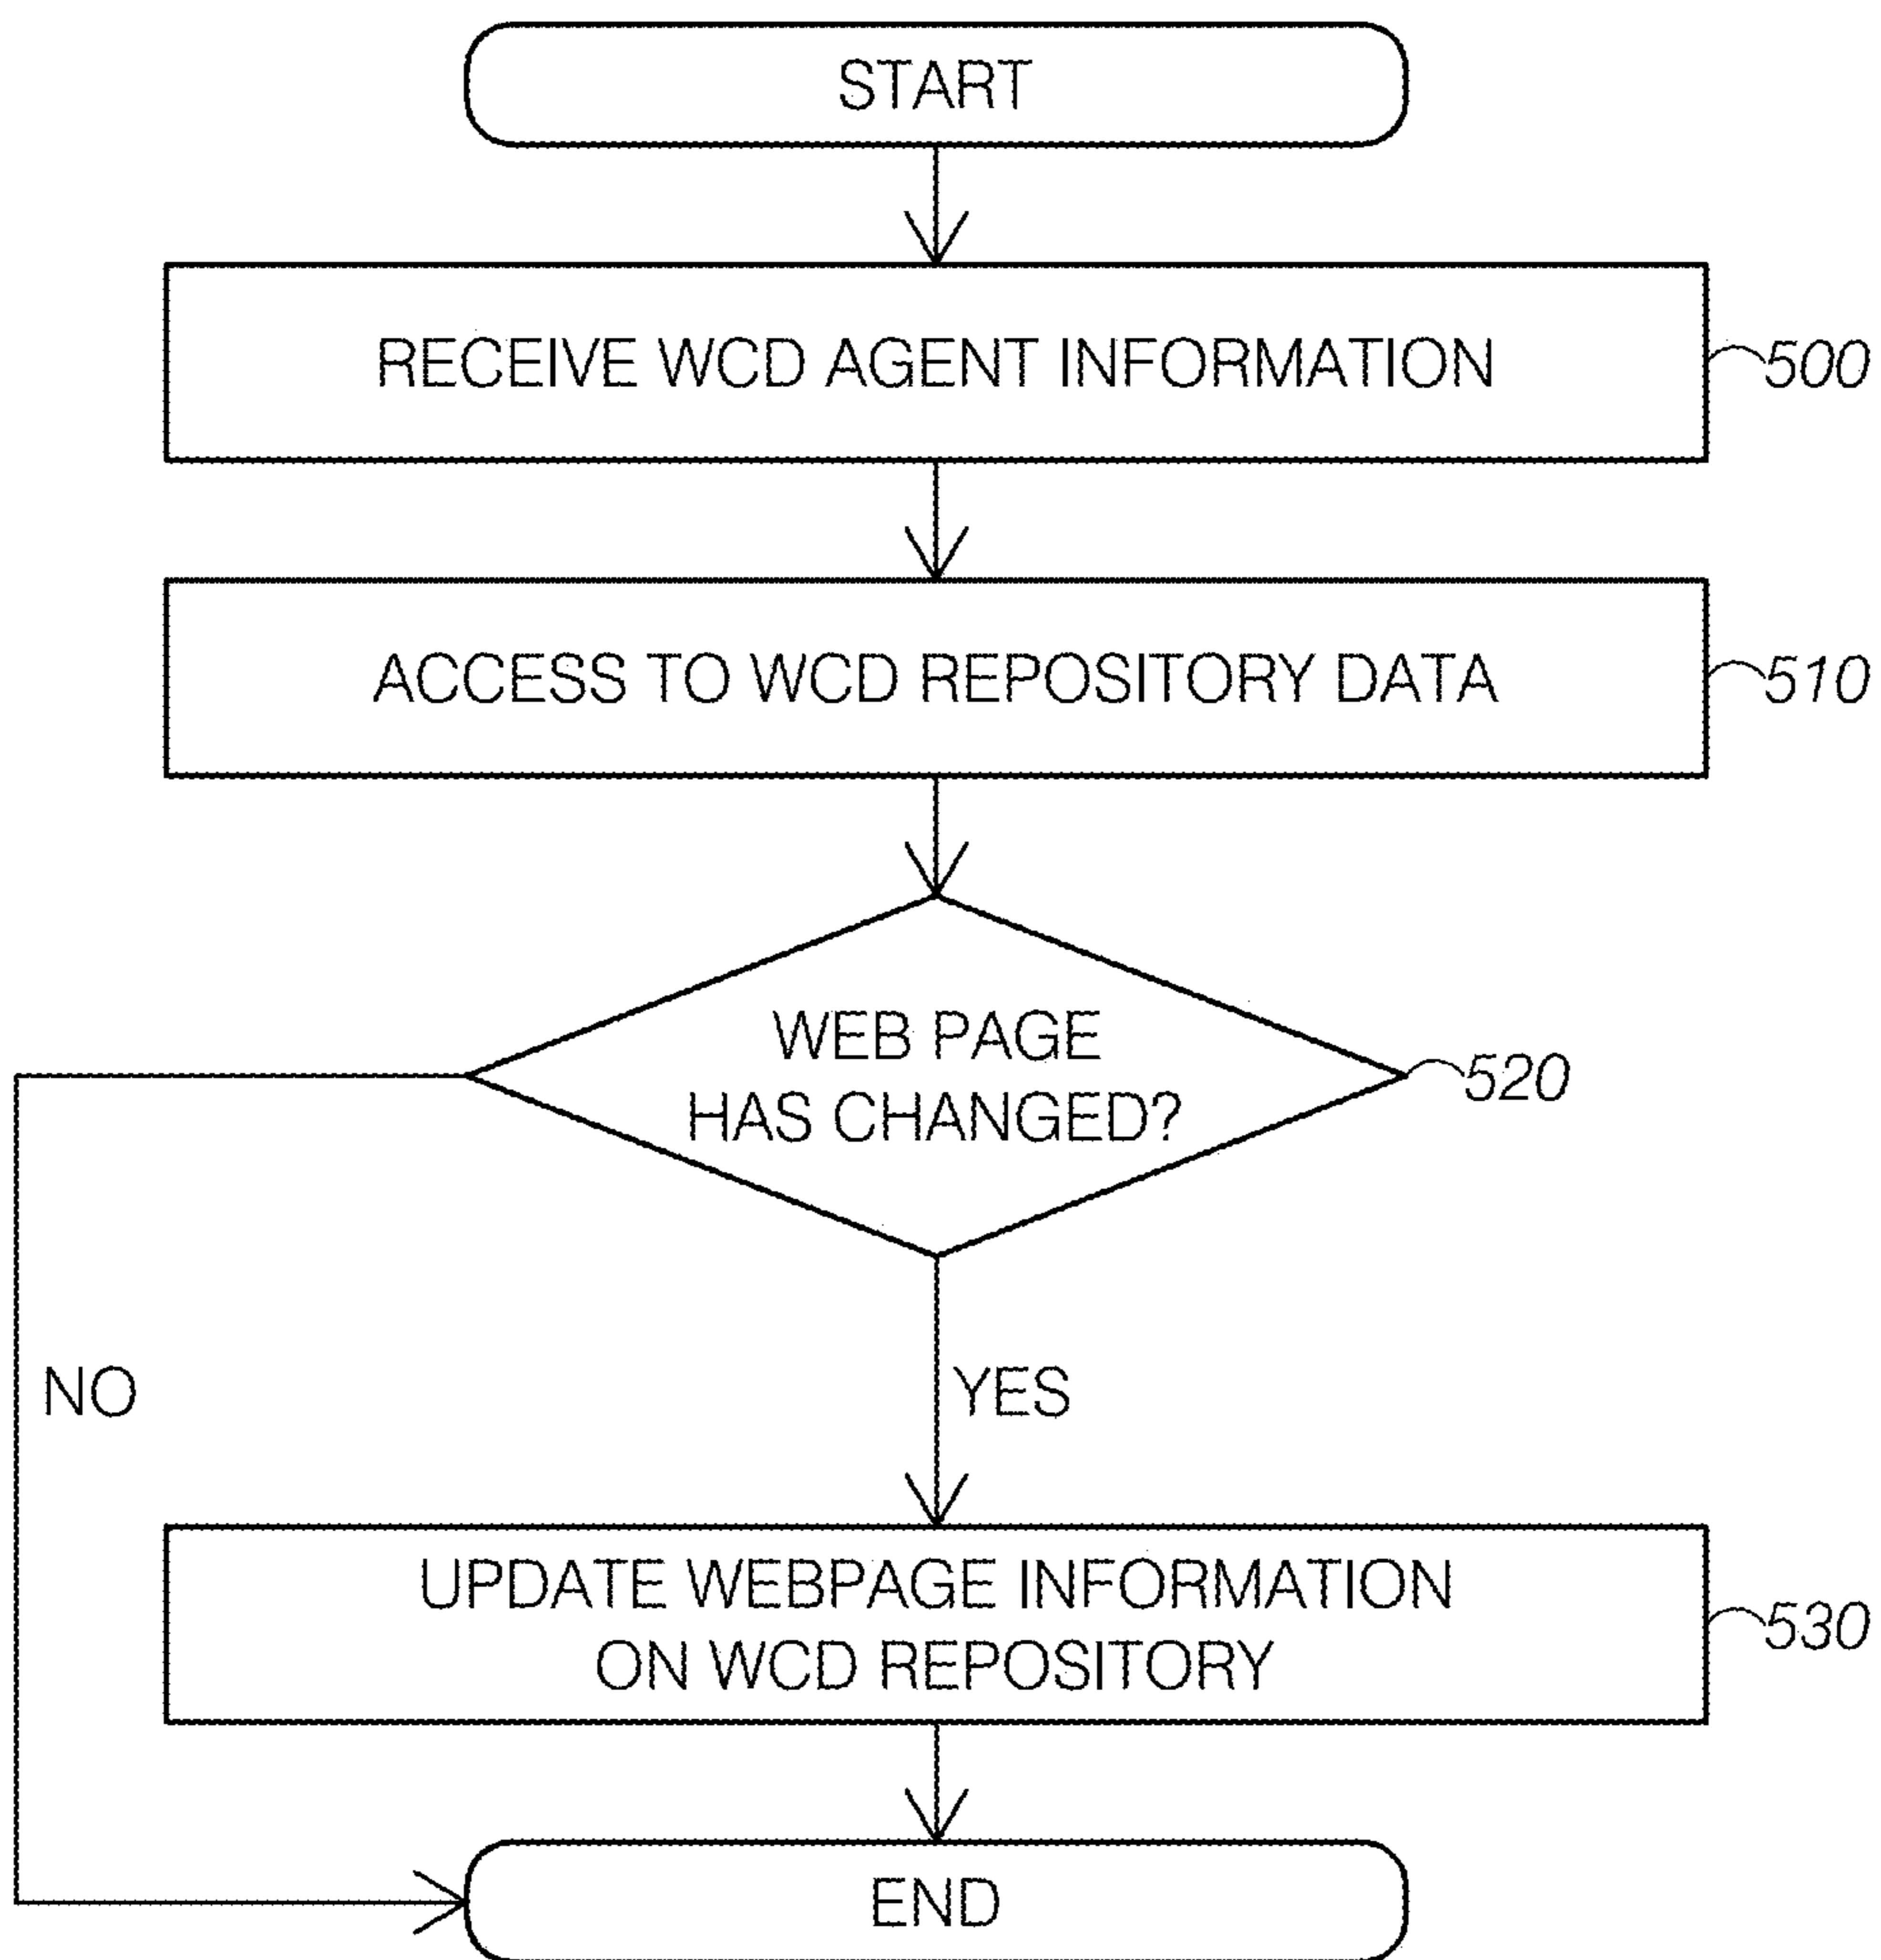 START
RECEIVE WCD AGENT INFORMATION
500
ACCESS TO WCD REPOSITORY DATA
510
WEB PAGE
HAS CHANGED?
520
NO
YES
UPDATE WEBPAGE INFORMATION
ON WCD REPOSITORY
530
END